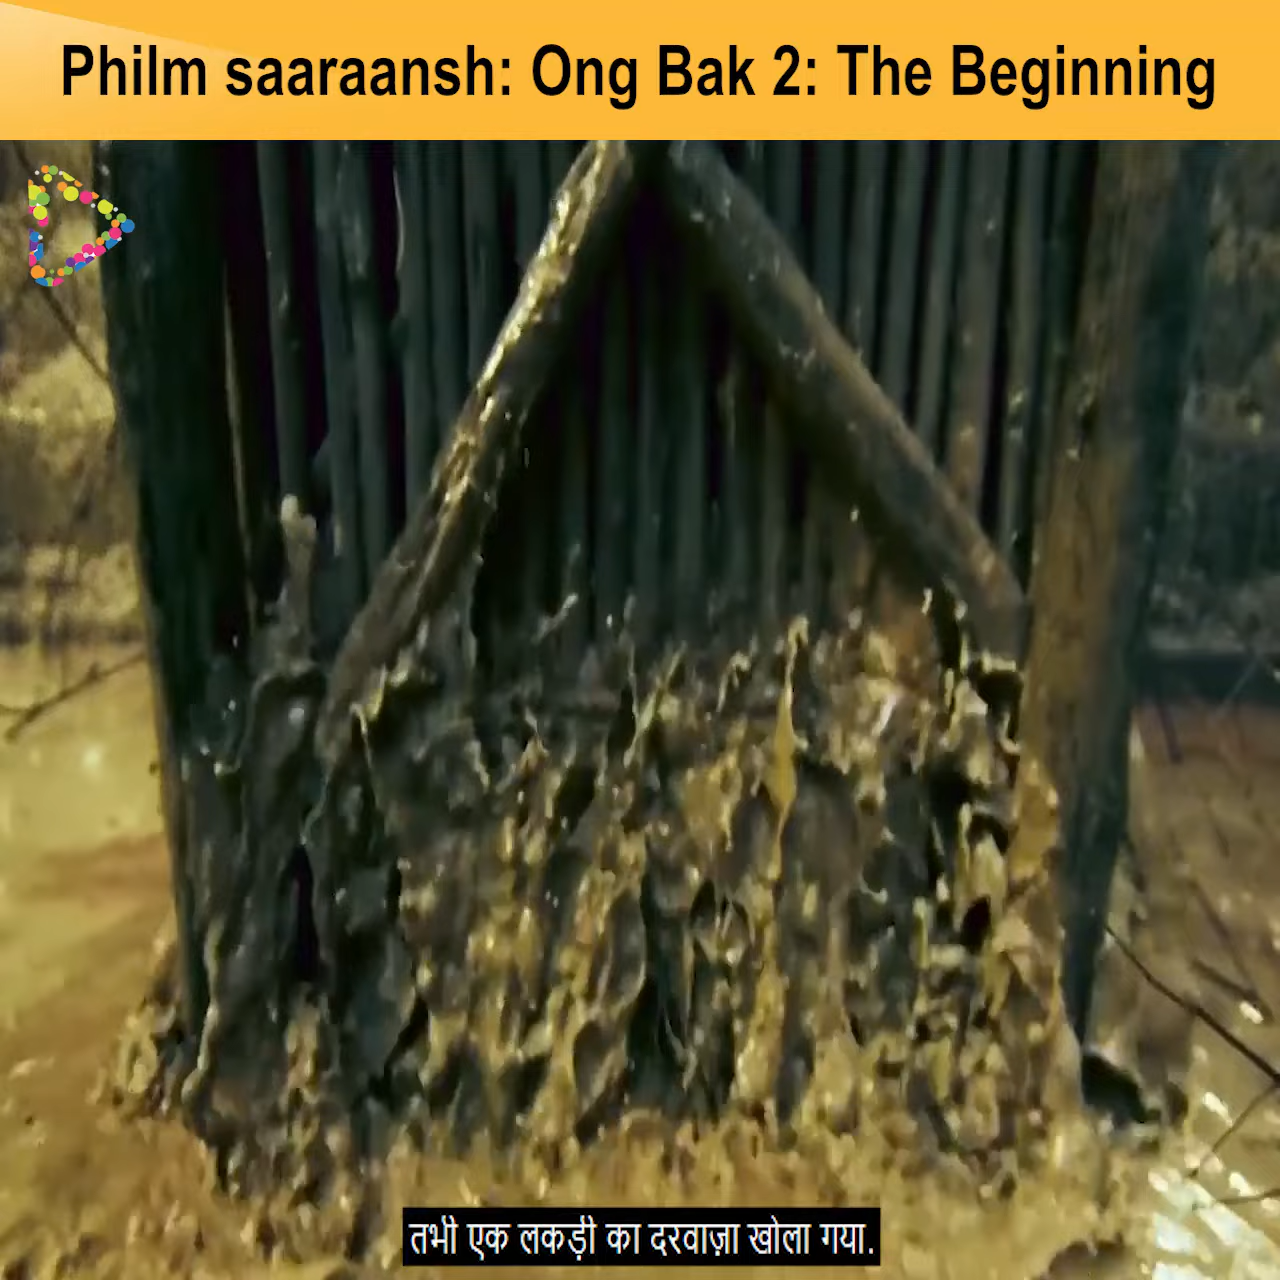 Philm saaraansh: Ong Bak 2: The Beginning
तभी एक लकड़ी का दरवाज़ा खोला गया.